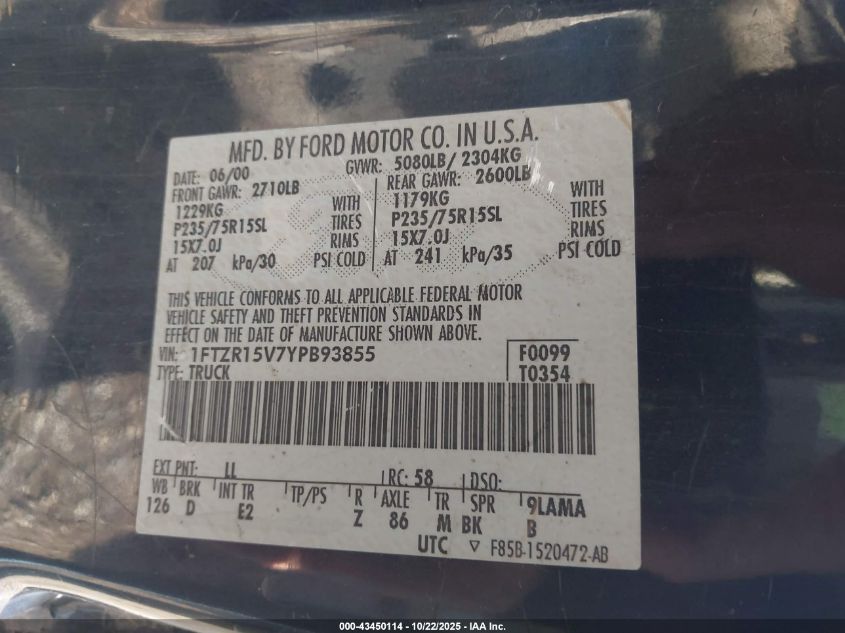 MFD. BY FORD MOTOR CO. IN U.S.A.
DATE: 06/00 GVWR: 5080LB/ 2304KG
FRONT GAWR: 2710LB REAR GAWR: 2600LB
1229KG WITH 1179KG WITH
P235/75R15SL TIRES P235/75R15SL TIRES
15X7.0J RIMS 15X7.0J RIMS
AT 207 kPa/30 PSI COLD AT 241 kPa/35 PSI COLD
THIS VEHICLE CONFORMS TO ALL APPLICABLE FEDERAL MOTOR
VEHICLE SAFETY AND THEFT PREVENTION STANDARDS IN
EFFECT ON THE DATE OF MANUFACTURE SHOWN ABOVE.
VIN: 1FTZR15V7YPB93855 F0099
TYPE: TRUCK T0354
EXT PNT: LL RC: 58 DSO:
WB BRK INT TR TP/PS R AXLE TR SPR 9LAMA
126 D E2 Z 86 M BK B
UTC ▽ F85B-1520472-AB
000-43450114 - 10/22/2025 - IAA Inc.